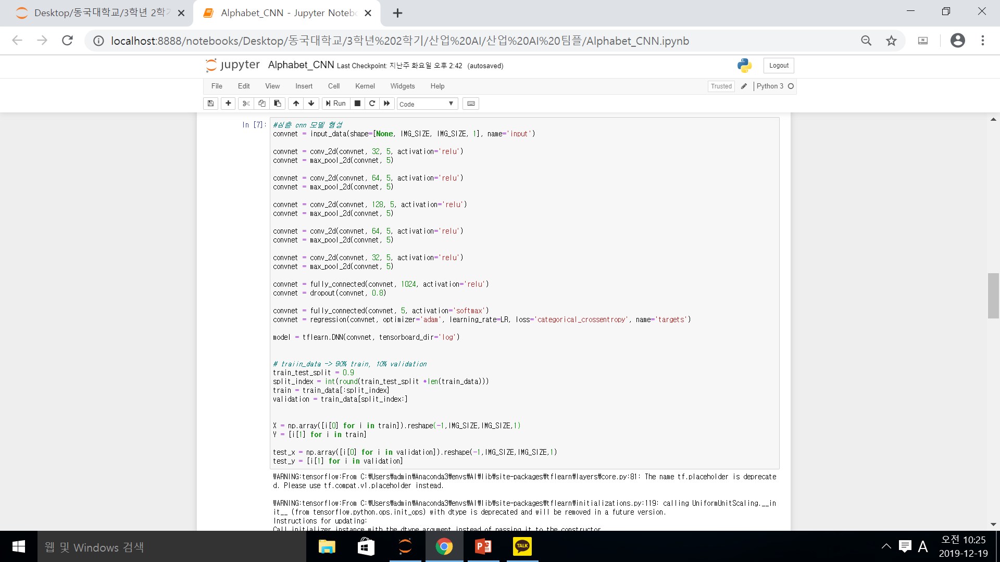 Desktop/동국대학교/3학년 2학기
Alphabet_CNN - Jupyter Notebo
localhost:8888/notebooks/Desktop/동국대학교/3학년%202학기/산업%20AI/산업%20AI%20팀플/Alphabet_CNN.ipynb
jupyter Alphabet_CNN Last Checkpoint: 지난주 화요일 오후 2:42 (autosaved) Logout
File Edit View Insert Cell Kernel Widgets Help Trusted Python 3
Run Code
In [7]: #심층 cnn 모델 형성
convnet = input_data(shape=[None, IMG_SIZE, IMG_SIZE, 1], name='input')
convnet = conv_2d(convnet, 32, 5, activation='relu')
convnet = max_pool_2d(convnet, 5)
convnet = conv_2d(convnet, 64, 5, activation='relu')
convnet = max_pool_2d(convnet, 5)
convnet = conv_2d(convnet, 128, 5, activation='relu')
convnet = max_pool_2d(convnet, 5)
convnet = conv_2d(convnet, 64, 5, activation='relu')
convnet = max_pool_2d(convnet, 5)
convnet = conv_2d(convnet, 32, 5, activation='relu')
convnet = max_pool_2d(convnet, 5)
convnet = fully_connected(convnet, 1024, activation='relu')
convnet = dropout(convnet, 0.8)
convnet = fully_connected(convnet, 5, activation='softmax')
convnet = regression(convnet, optimizer='adam', learning_rate=LR, loss='categorical_crossentropy', name='targets')
model = tflearn.DNN(convnet, tensorboard_dir='log')
# traiin_data -> 90% train, 10% validation
train_test_split = 0.9
split_index = int(round(train_test_split *len(train_data)))
train = train_data[:split_index]
validation = train_data[split_index:]
X = np.array([i[0] for i in train]).reshape(-1,IMG_SIZE,IMG_SIZE,1)
Y = [i[1] for i in train]
test_x = np.array([i[0] for i in validation]).reshape(-1,IMG_SIZE,IMG_SIZE,1)
test_y = [i[1] for i in validation]
WARNING:tensorflow:From C:₩Users₩admin₩Anaconda3₩envs₩AI₩lib₩site-packages₩tflearn₩layers₩core.py:81: The name tf.placeholder is deprecate
d. Please use tf.compat.v1.placeholder instead.
WARNING:tensorflow:From C:₩Users₩admin₩Anaconda3₩envs₩AI₩lib₩site-packages₩tflearn₩initializations.py:119: calling UniformUnitScaling.__in
it__ (from tensorflow.python.ops.init_ops) with dtype is deprecated and will be removed in a future version.
Instructions for updating:
Call initializer instance with the dtype argument instead of passing it to the constructor
웹 및 Windows 검색
TALK
A
오전 10:25
2019-12-19